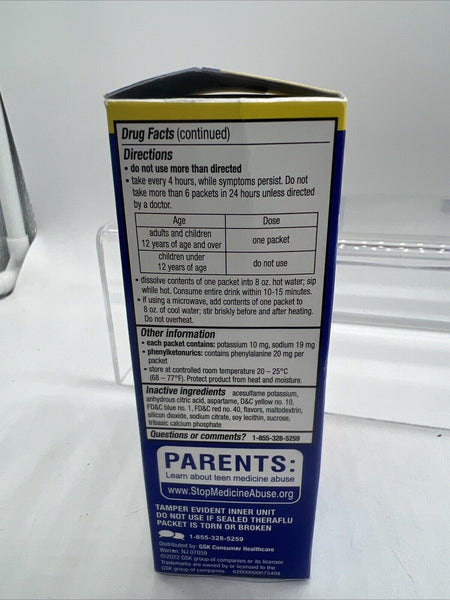 Drug Facts (continued)
Directions
• do not use more than directed
• take every 4 hours, while symptoms persist. Do not
take more than 6 packets in 24 hours unless directed
by a doctor.
Age Dose
adults and children
12 years of age and over
one packet
children under
12 years of age
do not use
• dissolve contents of one packet into 8 oz. hot water; sip
while hot. Consume entire drink within 10-15 minutes.
• if using a microwave, add contents of one packet to
8 oz. of cool water; stir briskly before and after heating.
Do not overheat.
Other information
• each packet contains: potassium 10 mg, sodium 19 mg
• phenylketonurics: contains phenylalanine 20 mg per
packet
• store at controlled room temperature 20 – 25°C
(68 – 77°F). Protect product from heat and moisture.
Inactive ingredients acesulfame potassium,
anhydrous citric acid, aspartame, D&C yellow no. 10,
FD&C blue no. 1, FD&C red no. 40, flavors, maltodextrin,
silicon dioxide, sodium citrate, soy lecithin, sucrose,
tribasic calcium phosphate
Questions or comments? 1-855-328-5259
PARENTS:
Learn about teen medicine abuse
www.StopMedicineAbuse.org
TAMPER EVIDENT INNER UNIT
DO NOT USE IF SEALED THERAFLU
PACKET IS TORN OR BROKEN
1-855-328-5259
Distributed by: GSK Consumer Healthcare
Warren, NJ 07059
©2022 GSK group of companies or its licensor.
Trademarks are owned by or licensed to the
GSK group of companies